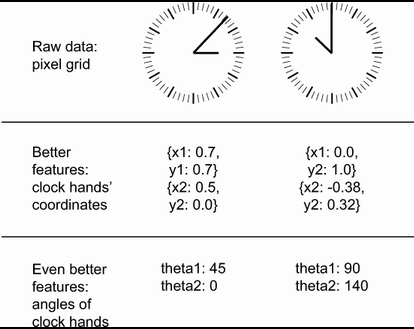 Raw data:
pixel grid
Better
features:
clock hands'
coordinates
{x1: 0.7,
y1: 0.7}
{x2: 0.5,
y2: 0.0}
{x1: 0.0,
y2: 1.0}
{x2: -0.38,
y2: 0.32}
Even better
features:
angles of
clock hands
theta1: 45
theta2: 0
theta1: 90
theta2: 140